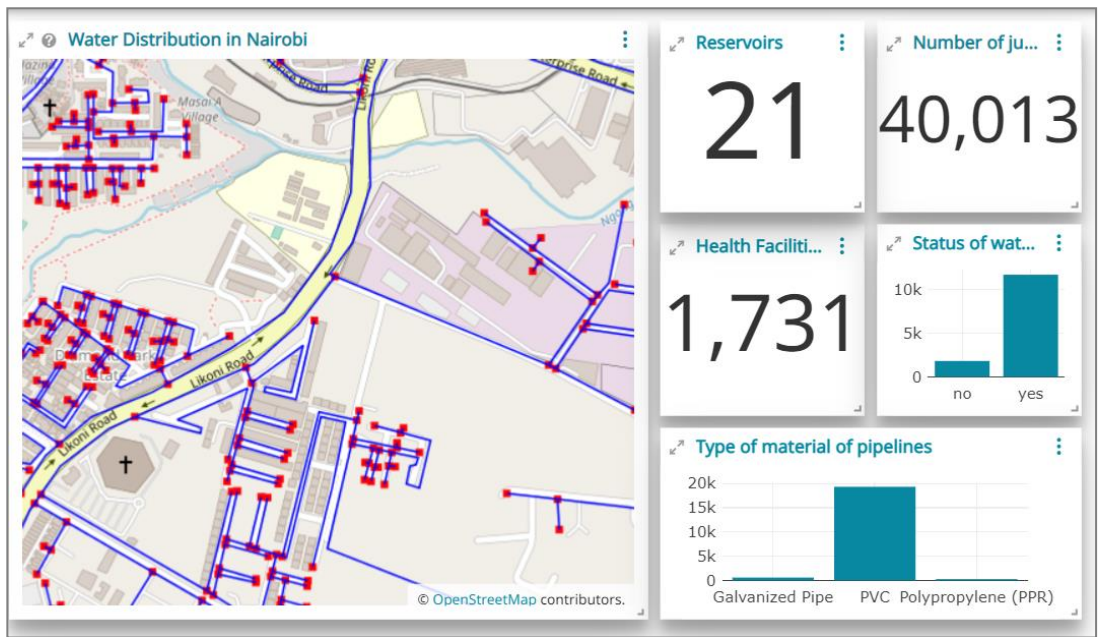 Water Distribution in Nairobi
Enterprise Road
Likoni Road
Masai A
Village
Village
Likoni Road
Likoni Road
Estate
© OpenStreetMap contributors.
Reservoirs
21
Number of ju...
40,013
Health Faciliti...
1,731
Status of wat...
10k
5k
0
no
yes
Type of material of pipelines
20k
15k
10k
5k
0
Galvanized Pipe
PVC
Polypropylene (PPR)